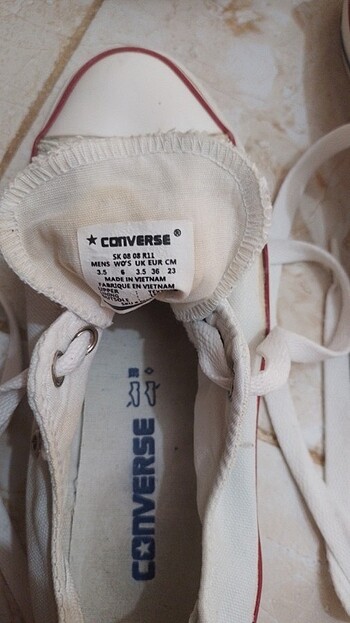 ★ CONVERSE ®
SK 08 08 R11
MENS WO'S UK EUR CM
3.5 6 3.5 36 23
MADE IN VIETNAM
FABRIQUE EN VIETNAM
UPPER
CONVERSE